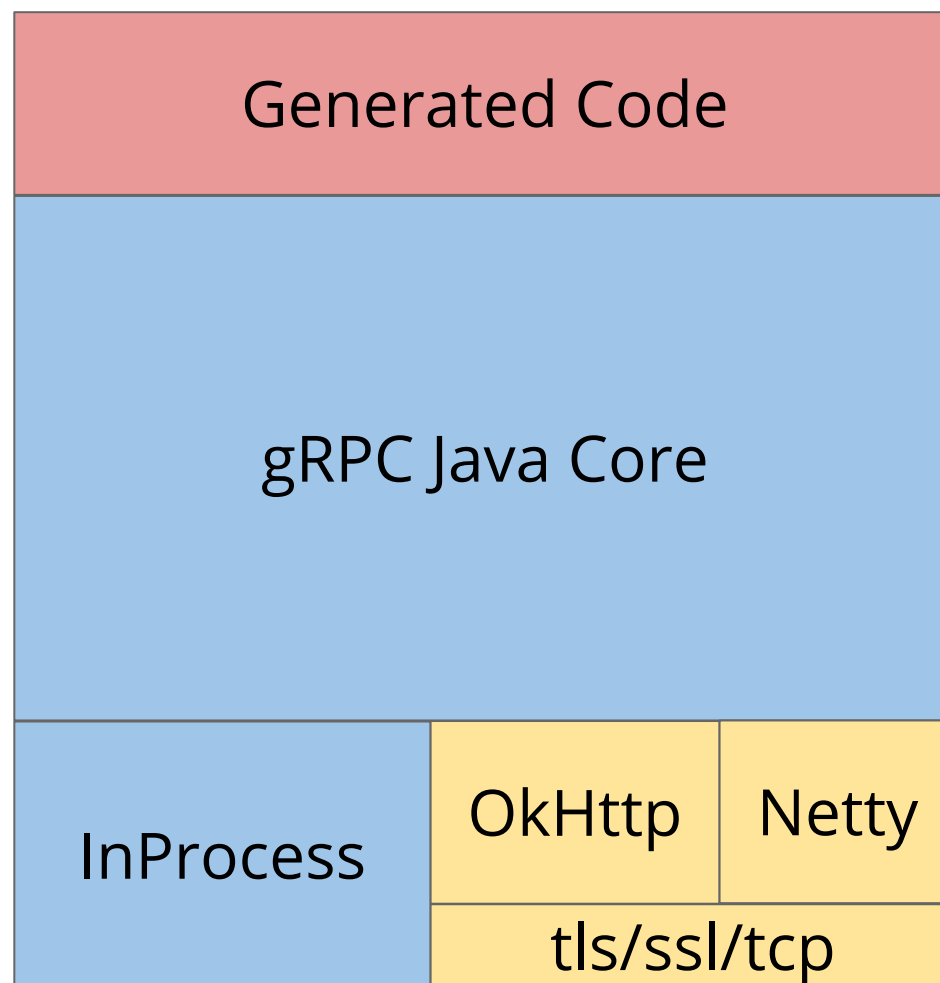 Generated Code
gRPC Java Core
OkHttp
Netty
InProcess
tls/ssl/tcp